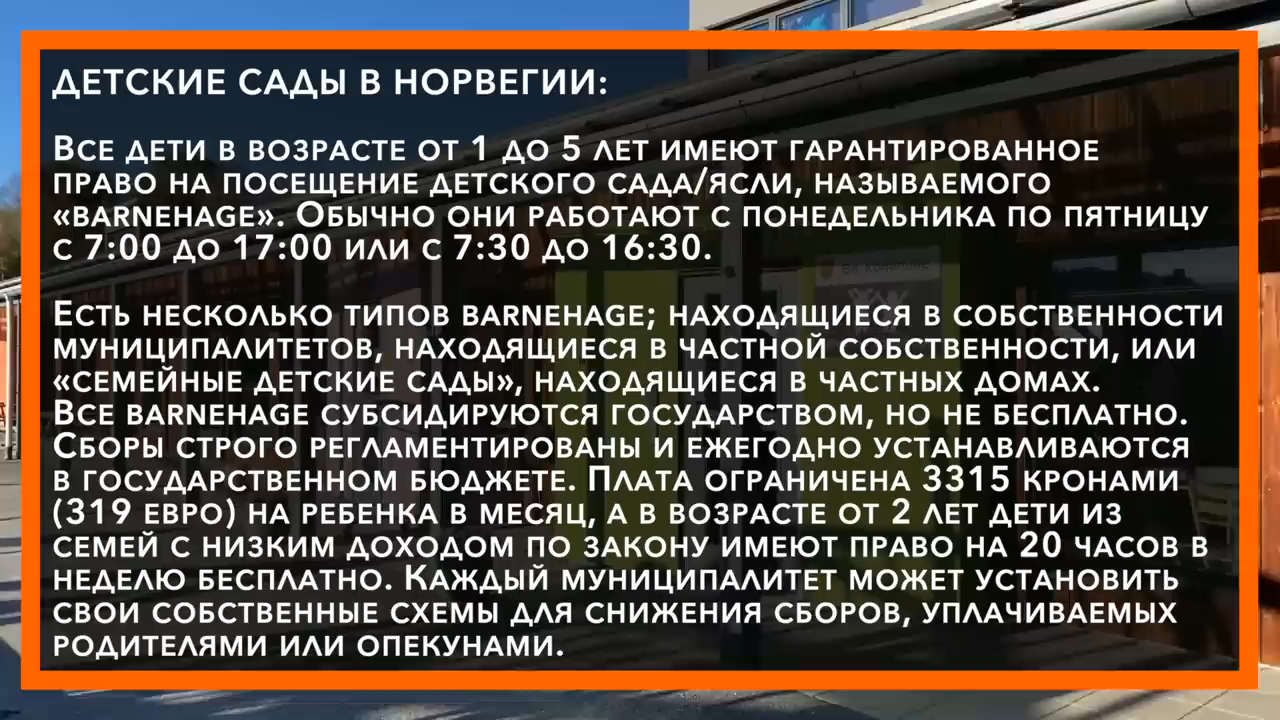 ДЕТСКИЕ САДЫ В НОРВЕГИИ:
Все дети в возрасте от 1 до 5 лет имеют гарантированное
право на посещение детского сада/ясли, называемого
«barnehage». Обычно они работают с понедельника по пятницу
с 7:00 до 17:00 или с 7:30 до 16:30.
Есть несколько типов barnehage; находящиеся в собственности
муниципалитетов, находящиеся в частной собственности, или
«семейные детские сады», находящиеся в частных домах.
Все barnehage субсидируются государством, но не бесплатно.
Сборы строго регламентированы и ежегодно устанавливаются
в государственном бюджете. Плата ограничена 3315 кронами
(319 евро) на ребенка в месяц, а в возрасте от 2 лет дети из
семей с низким доходом по закону имеют право на 20 часов в
неделю бесплатно. Каждый муниципалитет может установить
свои собственные схемы для снижения сборов, уплачиваемых
родителями или опекунами.